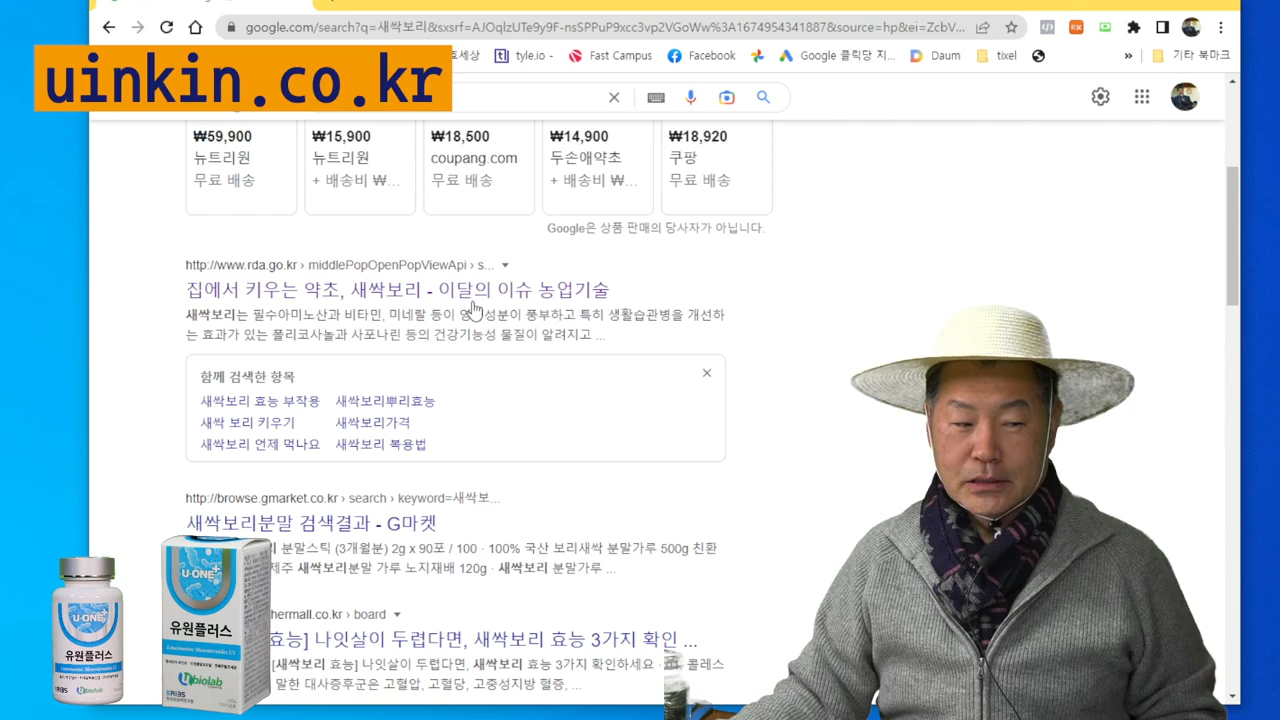 google.com/search?q=새싹보리&sxsrf=AJOqlzUTe9Y9F-nsSPPuP9xcc3vp2VGoWw%3A1674954341887&source=hp&ei=ZcbV...
tyle.io -
Fast Campus
Facebook
Google 클릭당 지...
Daum
tixel
»
기타 북마크
uinkin.co.kr
₩59,900
₩15,900
₩18,500
₩14,900
₩18,920
뉴트리원
뉴트리원
coupang.com
두손애약초
쿠팡
무료 배송
+ 배송비 ₩...
무료 배송
+ 배송비 ₩...
무료 배송
Google은 상품 판매의 당사자가 아닙니다.
http://www.rda.go.kr › middlePopOpenPopViewApi › s...
집에서 키우는 약초, 새싹보리 - 이달의 이슈 농업기술
새싹보리는 필수아미노산과 비타민, 미네랄 등이 영 성분이 풍부하고 특히 생활습관병을 개선하
는 효과가 있는 폴리코사놀과 사포나린 등의 건강기능성 물질이 알려지고 ...
함께 검색한 항목
새싹보리 효능 부작용
새싹보리뿌리효능
새싹 보리 키우기
새싹보리가격
새싹보리 언제 먹나요
새싹보리 복용법
http://browse.gmarket.co.kr › search › keyword=새싹보...
새싹보리분말 검색결과 - G마켓
분말스틱 (3개월분) 2g x 90포 / 100 · 100% 국산 보리새싹 분말가루 500g 친환
제주 새싹보리분말 가루 노지재배 120g · 새싹보리 분말가루 ...
hermall.co.kr › board
효능] 나잇살이 두렵다면, 새싹보리 효능 3가지 확인 ...
[새싹보리 효능] 나잇살이 두렵다면, 새싹보리 효능 3가지 확인하세요 · 콜레스
말한 대사증후군은 고혈압, 고혈당, 고중성지방 혈증, ...
U·ONE+
유원플러스
Leuconostoc Mesenteroides U1
RIBS
Unbiolab
U·ONE+
유원플러스
Leuconostoc Mesenteroides U1
RIBS
Unbiolab